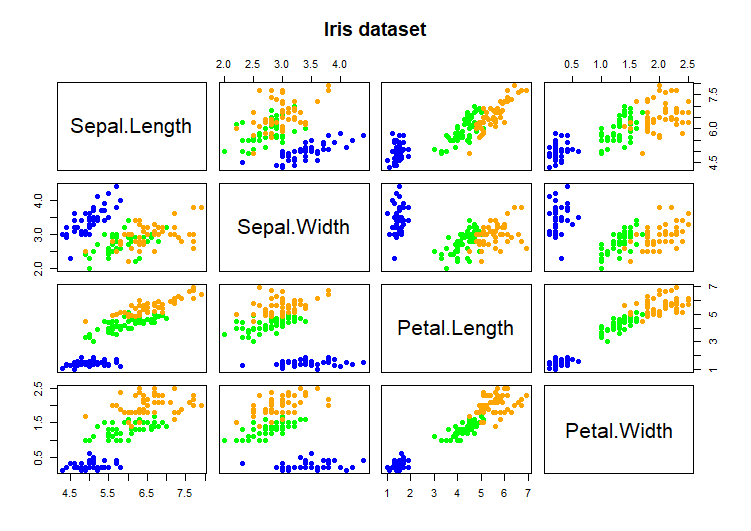 Iris dataset
2.0 2.5 3.0 3.5 4.0
0.5 1.0 1.5 2.0 2.5
Sepal.Length
4.5 6.0 7.5
2.0 3.0 4.0
Sepal.Width
Petal.Length
1 3 5 7
0.5 1.5 2.5
Petal.Width
4.5 5.5 6.5 7.5
1 2 3 4 5 6 7